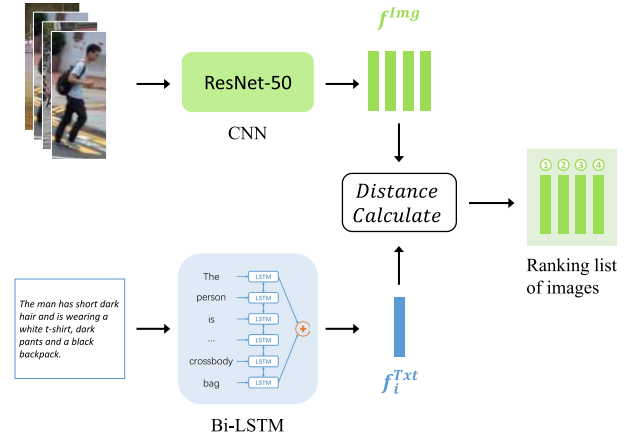 f^Img
ResNet-50
CNN
Distance
Calculate
① ② ③ ④
Ranking list
of images
The man has short dark
hair and is wearing a
white t-shirt, dark
pants and a black
backpack.
The LSTM
person LSTM
is LSTM
... LSTM
+
crossbody LSTM
bag LSTM
Bi-LSTM
f_i^Txt